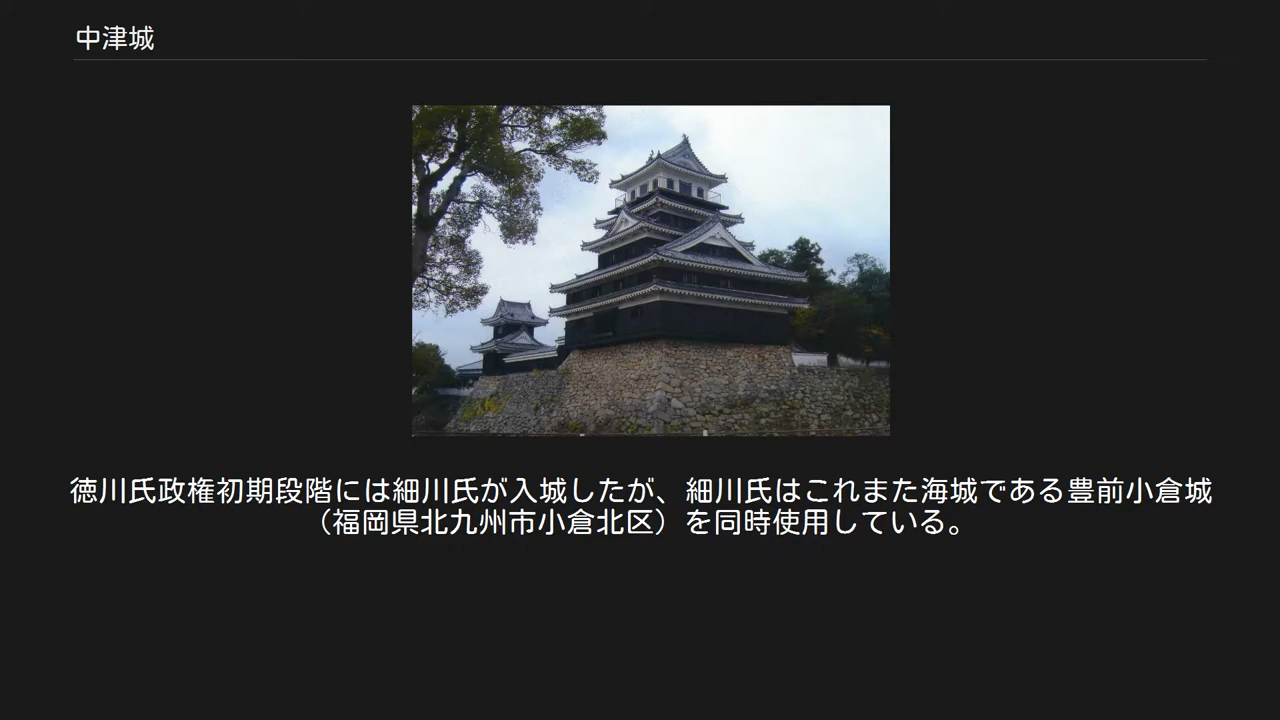 中津城
徳川氏政権初期段階には細川氏が入城したが、細川氏はこれまた海城である豊前小倉城
（福岡県北九州市小倉北区）を同時使用している。